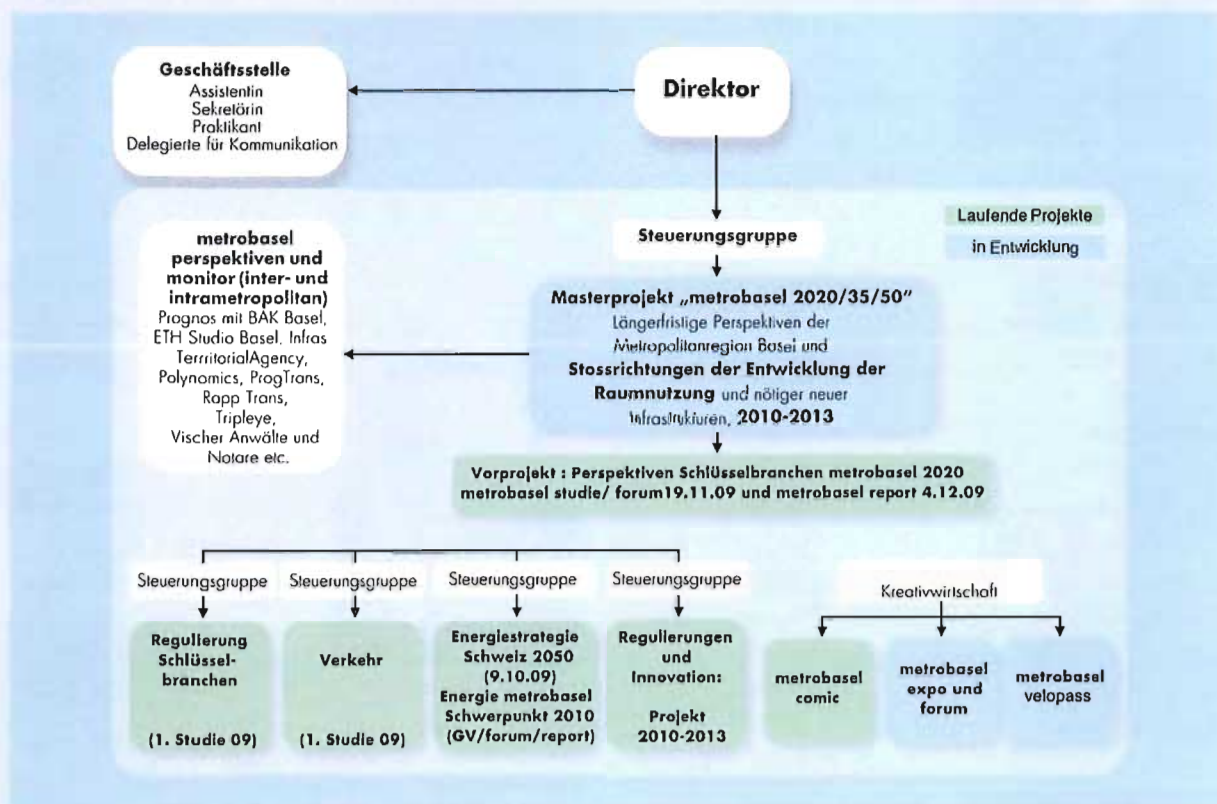 Geschäftsstelle
Assistentin
Sekretärin
Praktikant
Delegierte für Kommunikation
Direktor
Laufende Projekte
in Entwicklung
Steuerungsgruppe
metrobasel
perspektiven und
monitor (inter- und
intrametropolitan)
Prognos mit BAK Basel,
ETH Studio Basel, Infras
TerrritorialAgency,
Polynomics, ProgTrans,
Rapp Trans,
Tripleye,
Vischer Anwälte und
Notare etc.
Masterprojekt „metrobasel 2020/35/50"
Längerfristige Perspektiven der
Metropolitanregion Basel und
Stossrichtungen der Entwicklung der
Raumnutzung und nötiger neuer
Infrastrukturen, 2010-2013
Vorprojekt : Perspektiven Schlüsselbranchen metrobasel 2020
metrobasel studie/ forum19.11.09 und metrobasel report 4.12.09
Steuerungsgruppe
Steuerungsgruppe
Steuerungsgruppe
Steuerungsgruppe
Kreativwirtschaft
Regulierung
Schlüssel-
branchen
(1. Studie 09)
Verkehr
(1. Studie 09)
Energiestrategie
Schweiz 2050
(9.10.09)
Energie metrobasel
Schwerpunkt 2010
(GV/forum/report)
Regulierungen
und
Innovation:
Projekt
2010-2013
metrobasel
comic
metrobasel
expo und
forum
metrobasel
velopass